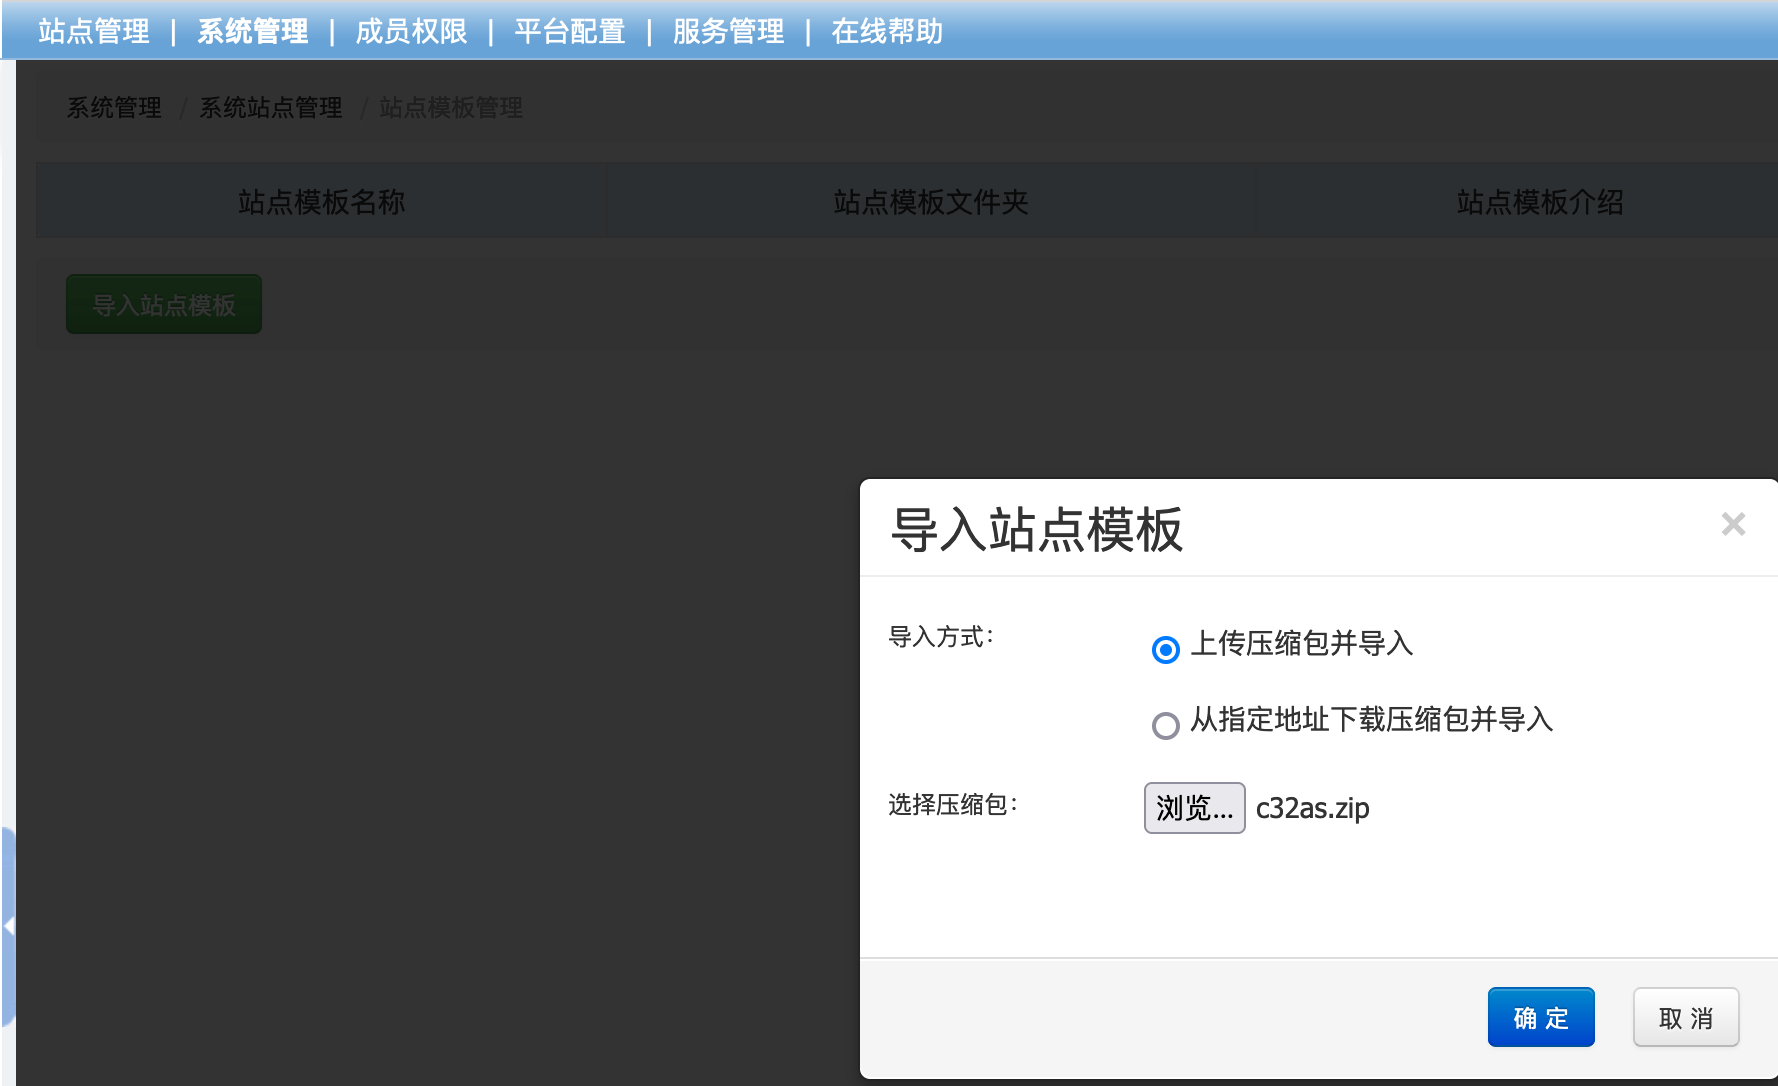 站点管理 | 系统管理 | 成员权限 | 平台配置 | 服务管理 | 在线帮助
系统管理 / 系统站点管理 / 站点模板管理
站点模板名称 站点模板文件夹 站点模板介绍
导入站点模板
导入站点模板 ×
导入方式：
上传压缩包并导入
从指定地址下载压缩包并导入
选择压缩包： 浏览... c32as.zip
确 定 取 消